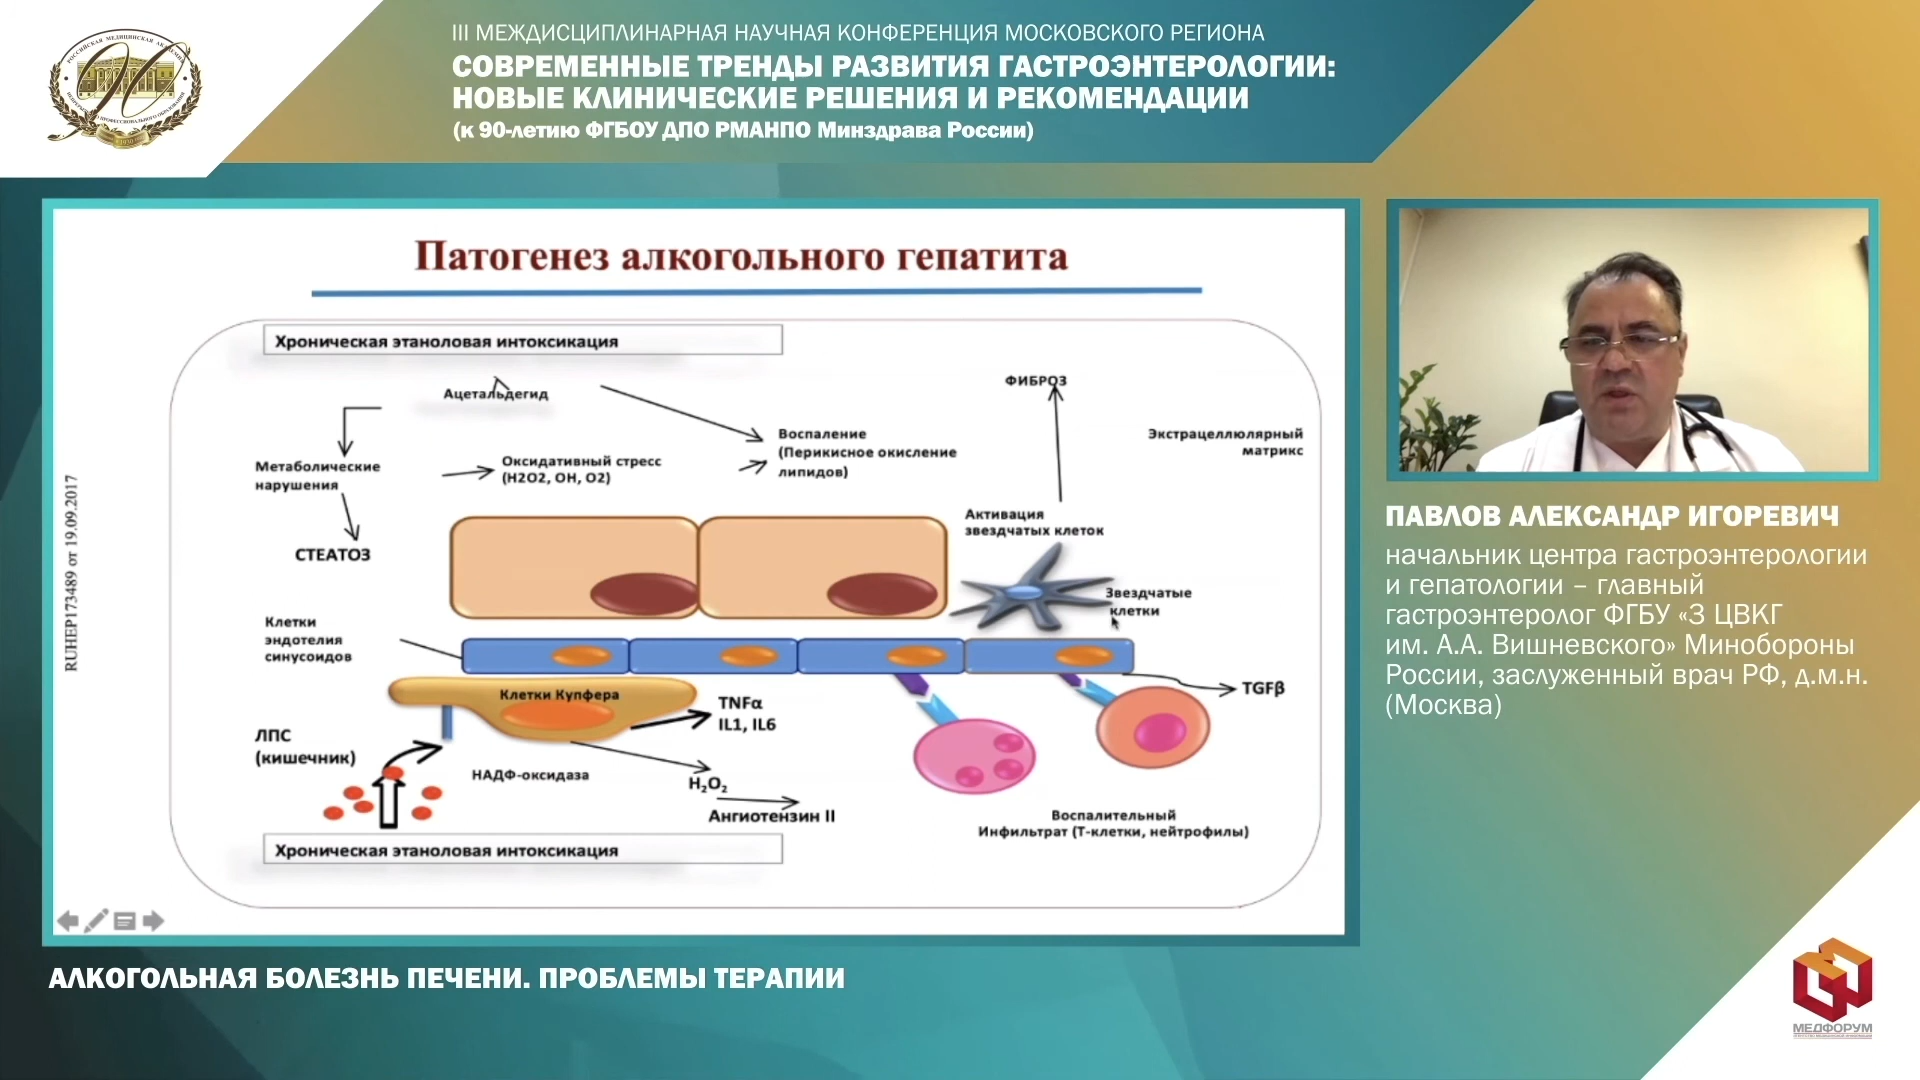 III МЕЖДИСЦИПЛИНАРНАЯ НАУЧНАЯ КОНФЕРЕНЦИЯ МОСКОВСКОГО РЕГИОНА
СОВРЕМЕННЫЕ ТРЕНДЫ РАЗВИТИЯ ГАСТРОЭНТЕРОЛОГИИ:
НОВЫЕ КЛИНИЧЕСКИЕ РЕШЕНИЯ И РЕКОМЕНДАЦИИ
(к 90-летию ФГБОУ ДПО РМАНПО Минздрава России)
Патогенез алкогольного гепатита
Хроническая этаноловая интоксикация
Ацетальдегид
ФИБРОЗ
Воспаление
(Перикисное окисление
липидов)
Экстрацеллюлярный
матрикс
Метаболические
нарушения
Оксидативный стресс
(H2O2, OH, O2)
СТЕАТОЗ
Активация
звездчатых клеток
Звездчатые
клетки
Клетки
эндотелия
синусоидов
Клетки Купфера
TNFα
IL1, IL6
TGFβ
ЛПС
(кишечник)
НАДФ-оксидаза
H₂O₂
Ангиотензин II
Воспалительный
Инфильтрат (Т-клетки, нейтрофилы)
Хроническая этаноловая интоксикация
RUHEP173489 от 19.09.2017
ПАВЛОВ АЛЕКСАНДР ИГОРЕВИЧ
начальник центра гастроэнтерологии
и гепатологии – главный
гастроэнтеролог ФГБУ «3 ЦВКГ
им. А.А. Вишневского» Минобороны
России, заслуженный врач РФ, д.м.н.
(Москва)
АЛКОГОЛЬНАЯ БОЛЕЗНЬ ПЕЧЕНИ. ПРОБЛЕМЫ ТЕРАПИИ
МЕДФОРУМ